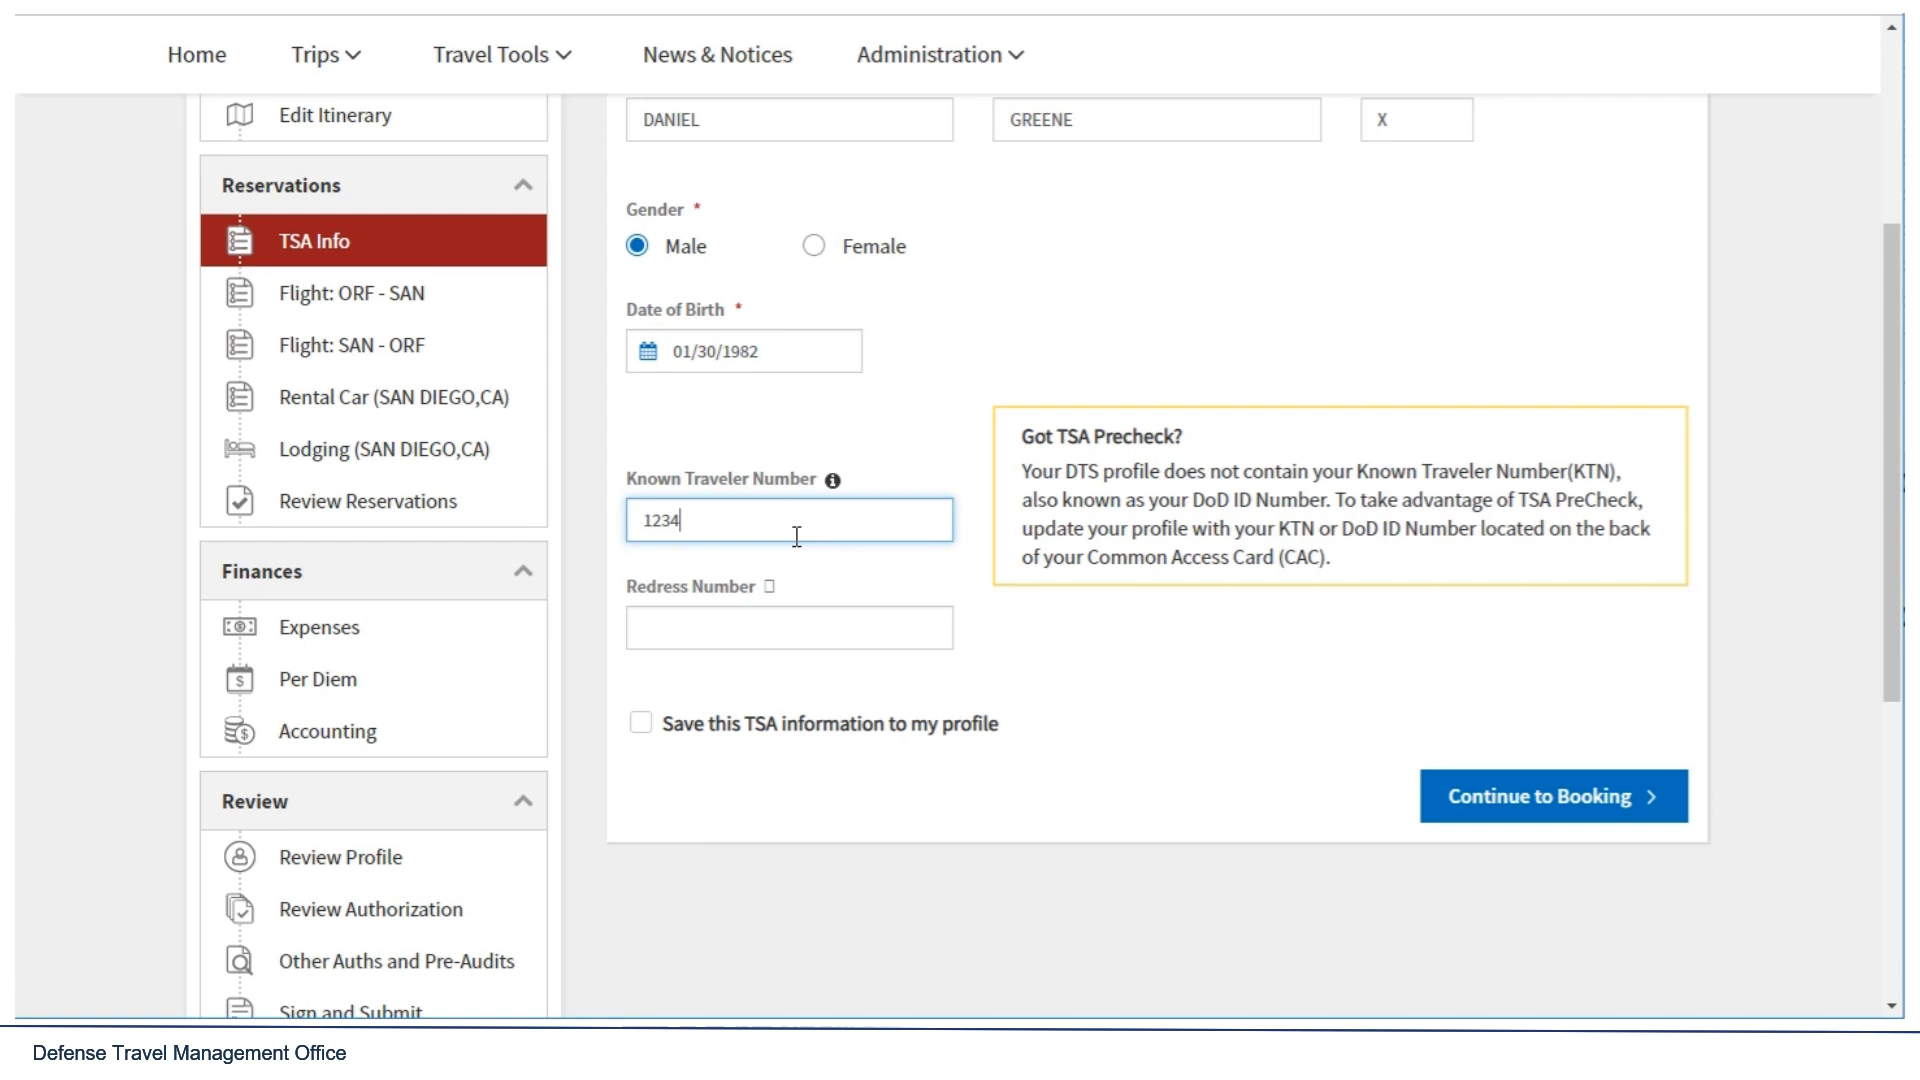 Home Trips Travel Tools News & Notices Administration
Edit Itinerary
Reservations
TSA Info
Flight: ORF - SAN
Flight: SAN - ORF
Rental Car (SAN DIEGO,CA)
Lodging (SAN DIEGO,CA)
Review Reservations
Finances
Expenses
Per Diem
Accounting
Review
Review Profile
Review Authorization
Other Auths and Pre-Audits
Sign and Submit
DANIEL GREENE X
Gender *
Male Female
Date of Birth *
01/30/1982
Known Traveler Number
1234
Redress Number
Got TSA Precheck?
Your DTS profile does not contain your Known Traveler Number(KTN),
also known as your DoD ID Number. To take advantage of TSA PreCheck,
update your profile with your KTN or DoD ID Number located on the back
of your Common Access Card (CAC).
Save this TSA information to my profile
Continue to Booking
Defense Travel Management Office